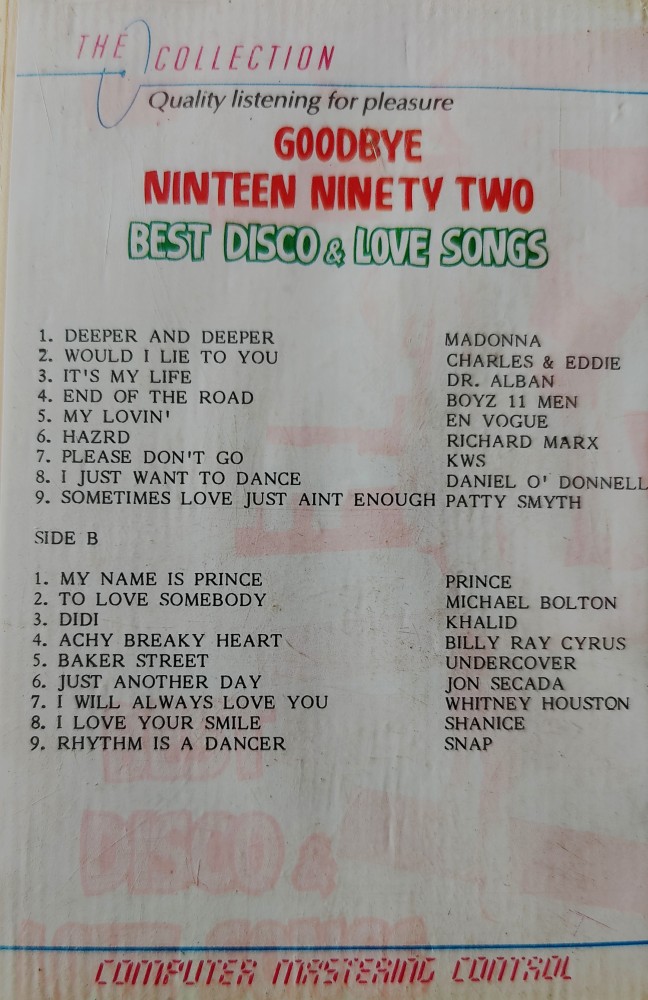 THE COLLECTION
Quality listening for pleasure
GOODBYE
NINTEEN NINETY TWO
BEST DISCO & LOVE SONGS
1. DEEPER AND DEEPER MADONNA
2. WOULD I LIE TO YOU CHARLES & EDDIE
3. IT'S MY LIFE DR. ALBAN
4. END OF THE ROAD BOYZ 11 MEN
5. MY LOVIN' EN VOGUE
6. HAZRD RICHARD MARX
7. PLEASE DON'T GO KWS
8. I JUST WANT TO DANCE DANIEL O' DONNELL
9. SOMETIMES LOVE JUST AINT ENOUGH PATTY SMYTH
SIDE B
1. MY NAME IS PRINCE PRINCE
2. TO LOVE SOMEBODY MICHAEL BOLTON
3. DIDI KHALID
4. ACHY BREAKY HEART BILLY RAY CYRUS
5. BAKER STREET UNDERCOVER
6. JUST ANOTHER DAY JON SECADA
7. I WILL ALWAYS LOVE YOU WHITNEY HOUSTON
8. I LOVE YOUR SMILE SHANICE
9. RHYTHM IS A DANCER SNAP
BEST
DISCO &
LOVE SONGS
COMPUTER MASTERING CONTROL